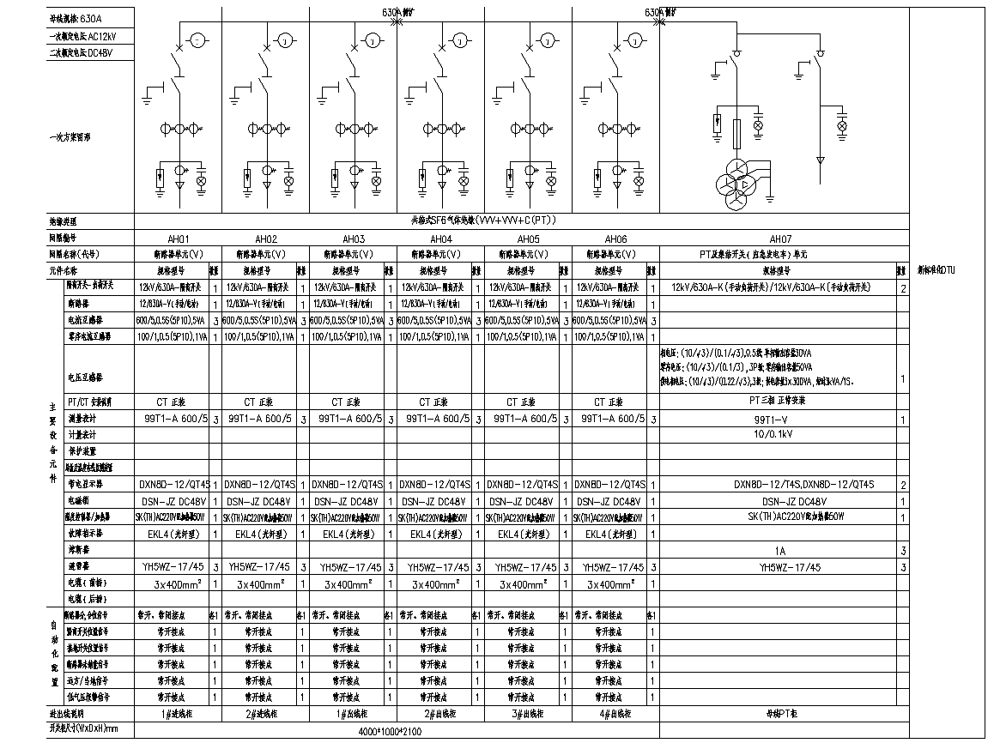 630A侧扩 630A侧扩
母线规格: 630A
一次额定电压: AC12kV
二次额定电压: DC48V
一次方案图形
绝缘类型 共箱式SF6气体绝缘(VVV+VVV+C(PT))
间隔编号 AH01 AH02 AH03 AH04 AH05 AH06 AH07
间隔名称(代号) 断路器单元(V) 断路器单元(V) 断路器单元(V) 断路器单元(V) 断路器单元(V) 断路器单元(V) PT及集结开关(应急发电车)单元
元件名称 规格型号 数量 规格型号 数量 规格型号 数量 规格型号 数量 规格型号 数量 规格型号 数量 规格型号 数量 新标准化DTU
主要设备元件
隔离开关-负荷开关 12kV/630A-隔离开关 1 12kV/630A-隔离开关 1 12kV/630A-隔离开关 1 12kV/630A-隔离开关 1 12kV/630A-隔离开关 1 12kV/630A-隔离开关 1 12kV/630A-K(手动负荷开关)/12kV/630A-K(手动负荷开关) 2
断路器 12/630A-V(手动/电动) 1 12/630A-V(手动/电动) 1 12/630A-V(手动/电动) 1 12/630A-V(手动/电动) 1 12/630A-V(手动/电动) 1 12/630A-V(手动/电动) 1
电流互感器 600/5,0.5S(5P10),5VA 3 600/5,0.5S(5P10),5VA 3 600/5,0.5S(5P10),5VA 3 600/5,0.5S(5P10),5VA 3 600/5,0.5S(5P10),5VA 3 600/5,0.5S(5P10),5VA 3
零序电流互感器 100/1,0.5(5P10),1VA 1 100/1,0.5(5P10),1VA 1 100/1,0.5(5P10),1VA 1 100/1,0.5(5P10),1VA 1 100/1,0.5(5P10),1VA 1 100/1,0.5(5P10),1VA 1
电压互感器
相电压: (10/√3)/(0.1/√3),0.5级; 单相输出容量30VA
零序电压: (10/√3)/(0.1/3),3P级; 零序输出容量50VA
供电相电压: (10/√3)/(0.22/√3),3级; 供电容量3x300VA, 短时3kVA/1S。 1
PT/CT 安装说明 CT 正装 CT 正装 CT 正装 CT 正装 CT 正装 CT 正装 PT三相 正常安装
测量表计 99T1-A 600/5 3 99T1-A 600/5 3 99T1-A 600/5 3 99T1-A 600/5 3 99T1-A 600/5 3 99T1-A 600/5 3 99T1-V 1
计量表计 10/0.1kV
保护装置
带电显示器 DXN8D-12/QT4S 1 DXN8D-12/QT4S 1 DXN8D-12/QT4S 1 DXN8D-12/QT4S 1 DXN8D-12/QT4S 1 DXN8D-12/QT4S 1 DXN8D-12/T4S,DXN8D-12/QT4S 2
电磁锁 DSN-JZ DC48V 1 DSN-JZ DC48V 1 DSN-JZ DC48V 1 DSN-JZ DC48V 1 DSN-JZ DC48V 1 DSN-JZ DC48V 1 DSN-JZ DC48V 1
温度控制器/加热器 SK(TH)AC220V配加热器50W 1 SK(TH)AC220V配加热器50W 1 SK(TH)AC220V配加热器50W 1 SK(TH)AC220V配加热器50W 1 SK(TH)AC220V配加热器50W 1 SK(TH)AC220V配加热器50W 1 SK(TH)AC220V配加热器50W 1
故障指示器 EKL4(光纤型) 1 EKL4(光纤型) 1 EKL4(光纤型) 1 EKL4(光纤型) 1 EKL4(光纤型) 1 EKL4(光纤型) 1
熔断器 1A 3
避雷器 YH5WZ-17/45 3 YH5WZ-17/45 3 YH5WZ-17/45 3 YH5WZ-17/45 3 YH5WZ-17/45 3 YH5WZ-17/45 3 YH5WZ-17/45 3
电缆(前插) 3x400mm² 1 3x400mm² 1 3x400mm² 1 3x400mm² 1 3x400mm² 1 3x400mm² 1
电缆(后插)
自动化配置
断路器分,合位信号 常开、常闭接点 各1 常开、常闭接点 各1 常开、常闭接点 各1 常开、常闭接点 各1 常开、常闭接点 各1 常开、常闭接点 各1
隔离开关位置信号 常开接点 1 常开接点 1 常开接点 1 常开接点 1 常开接点 1 常开接点 1
接地开关位置信号 常开接点 1 常开接点 1 常开接点 1 常开接点 1 常开接点 1 常开接点 1
断路器未储能信号 常开接点 1 常开接点 1 常开接点 1 常开接点 1 常开接点 1 常开接点 1
远方/当地信号 常开接点 1 常开接点 1 常开接点 1 常开接点 1 常开接点 1 常开接点 1
低气压报警信号 常开接点 1 常开接点 1 常开接点 1 常开接点 1 常开接点 1 常开接点 1
进出线说明 1#进线柜 2#进线柜 1#出线柜 2#出线柜 3#出线柜 4#出线柜 母线PT柜
开关柜尺寸(WxDxH)mm 4000*1000*2100